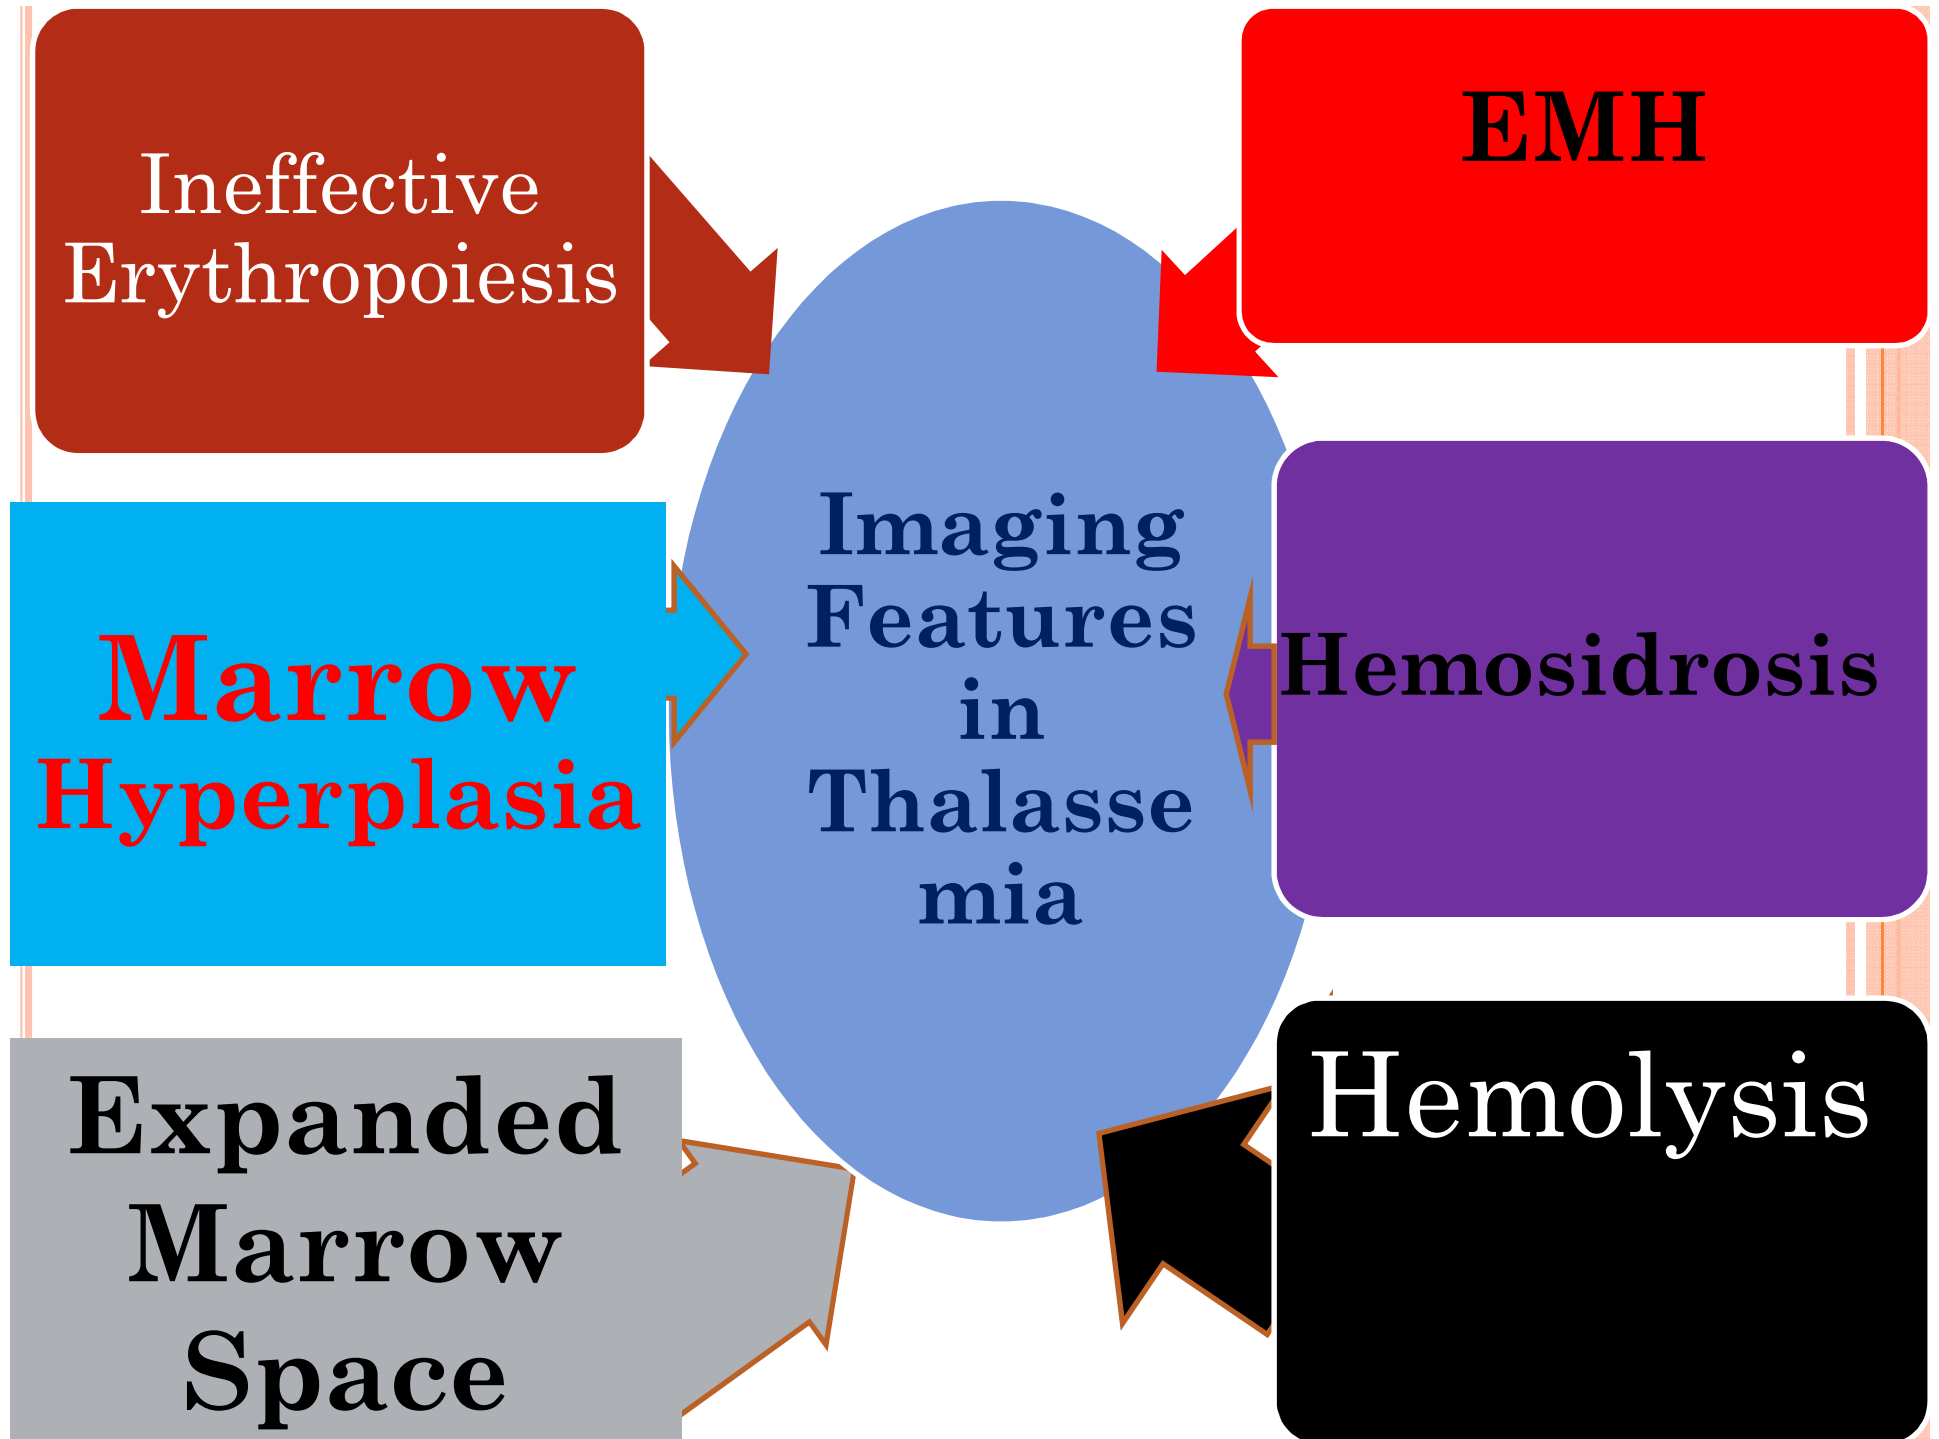 Ineffective
Erythropoiesis
EMH
Marrow
Hyperplasia
Imaging
Features
in
Thalasse
mia
Hemosidrosis
Expanded
Marrow
Space
Hemolysis